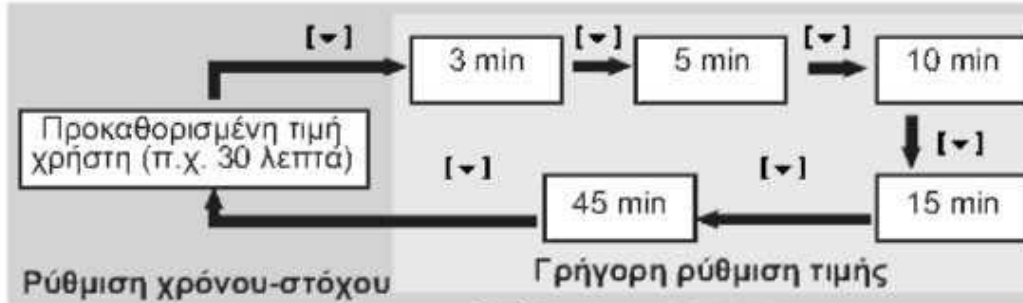 [▼] [▼] [▼]
3 min 5 min 10 min
Προκαθορισμένη τιμή
χρήστη (π.χ. 30 λεπτά)
[▼] [▼] [▼]
45 min 15 min
Ρύθμιση χρόνου-στόχου Γρήγορη ρύθμιση τιμής